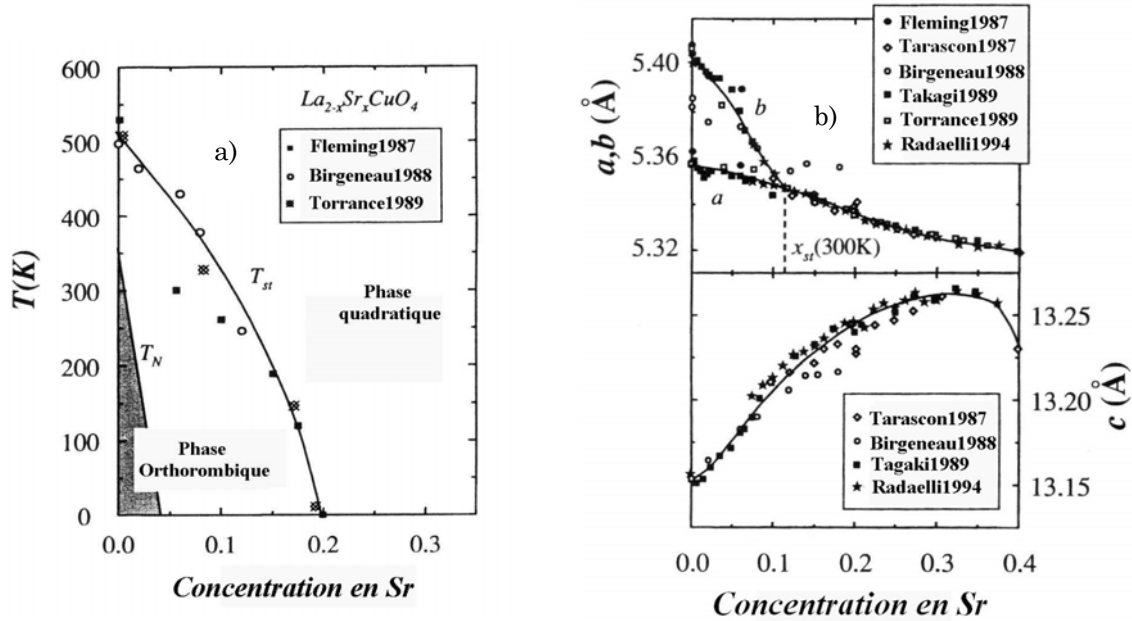 a)
La₂₋ₓSrₓCuO₄
Fleming1987
Birgeneau1988
Torrance1989
T(K)
600
500
400
300
200
100
0
T_st
T_N
Phase
quadratique
Phase
Orthorombique
0.0 0.1 0.2 0.3
Concentration en Sr
b)
Fleming1987
Tarascon1987
Birgeneau1988
Takagi1989
Torrance1989
Radaelli1994
a,b (Å)
5.40
5.36
5.32
b
a
x_st(300K)
c (Å)
13.25
13.20
13.15
Tarascon1987
Birgeneau1988
Tagaki1989
Radaelli1994
0.0 0.1 0.2 0.3 0.4
Concentration en Sr